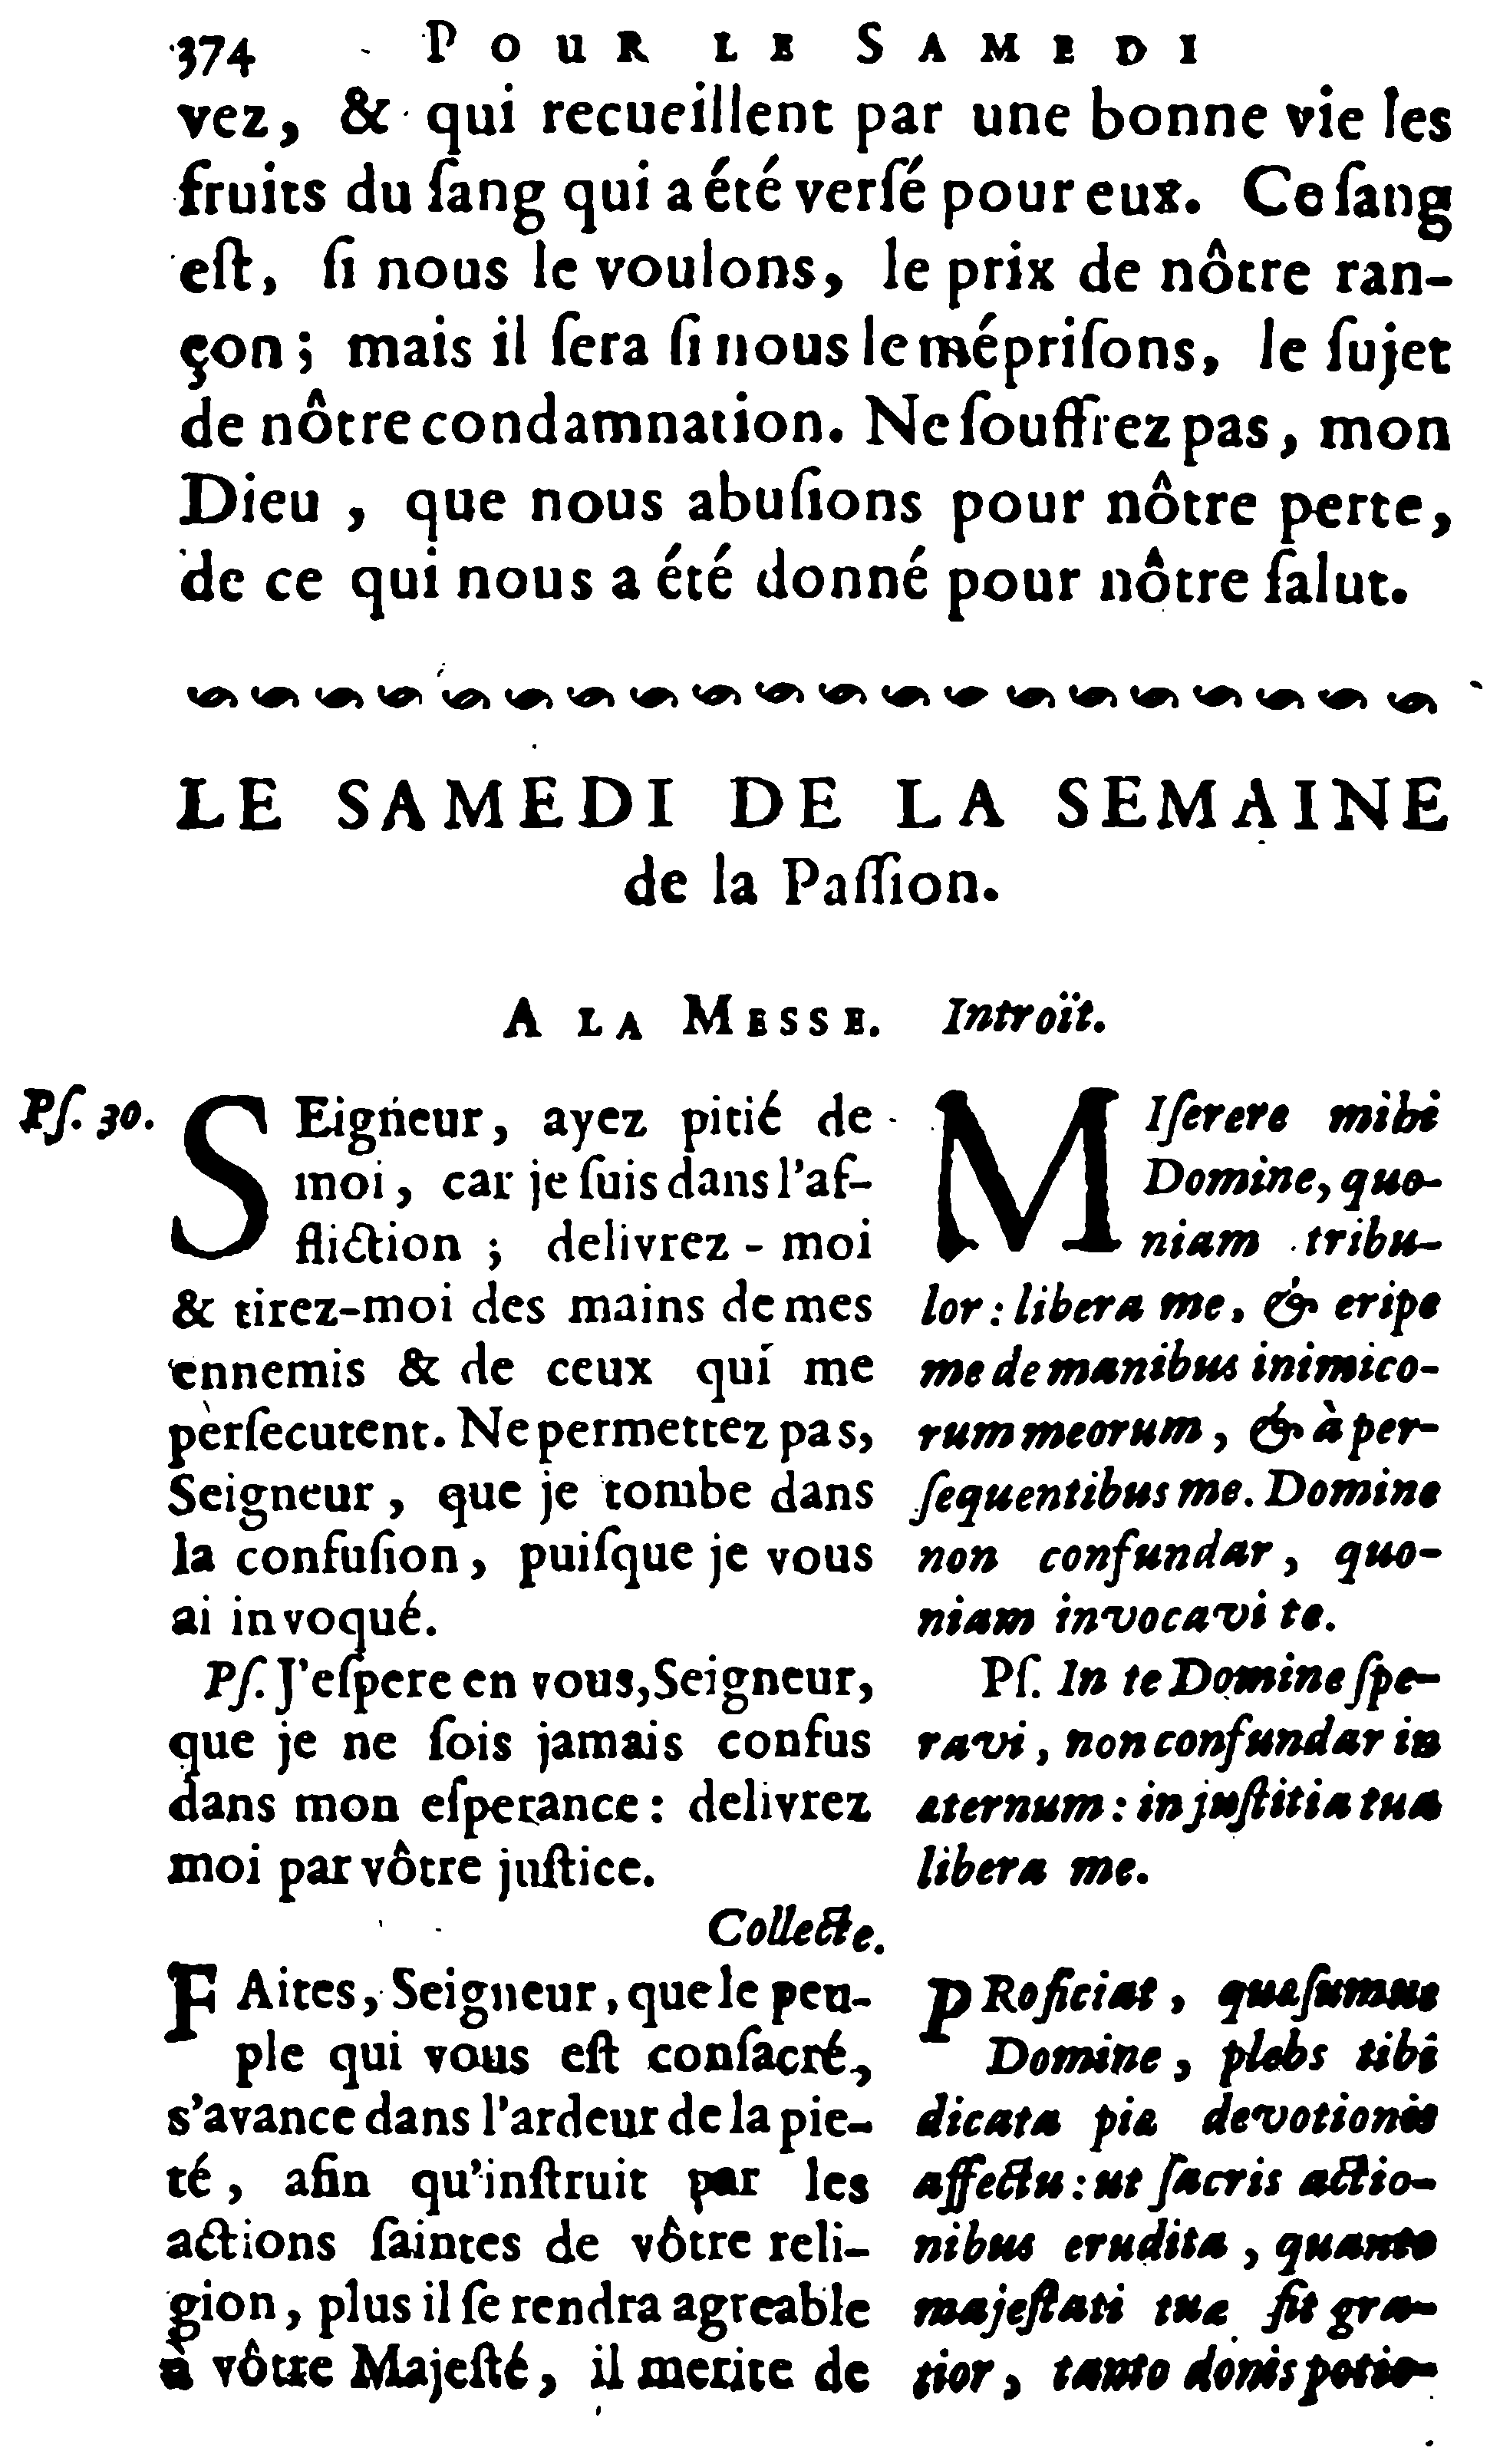 374 POUR LE SAMEDI
vez, & qui recueillent par une bonne vie les
fruits du ſang qui a été verſé pour eux. Ce ſang
eſt, ſi nous le voulons, le prix de nôtre ran-
çon; mais il ſera ſi nous le mépriſons, le ſujet
de nôtre condamnation. Ne ſouffrez pas, mon
Dieu, que nous abuſions pour nôtre perte,
de ce qui nous a été donné pour nôtre ſalut.
LE SAMEDI DE LA SEMAINE
de la Paſſion.
A LA MESSE. Introït.
Pſ. 30.
SEigneur, ayez pitié de
moi, car je ſuis dans l'af-
fliction; delivrez-moi
& tirez-moi des mains de mes
ennemis & de ceux qui me
perſecutent. Ne permettez pas,
Seigneur, que je tombe dans
la confuſion, puiſque je vous
ai invoqué.
Pſ. J'eſpere en vous, Seigneur,
que je ne ſois jamais confus
dans mon eſperance: delivrez
moi par vôtre juſtice.
MIſerere mihi
Domine, quo-
niam tribu-
lor: libera me, & eripe
me de manibus inimico-
rum meorum, & à per-
ſequentibus me. Domine
non confundar, quo-
niam invocavi te.
Pſ. In te Domine ſpe-
ravi, non confundar in
æternum: in juſtitia tua
libera me.
Collecte.
FAites, Seigneur, que le peu-
ple qui vous eſt conſacré,
s'avance dans l'ardeur de la pie-
té, afin qu'inſtruit par les
actions ſaintes de vôtre reli-
gion, plus il ſe rendra agreable
à vôtre Majeſté, il merite de
PRoficiat, quæſumus
Domine, plebs tibi
dicata piæ devotionis
affectu: ut ſacris actio-
nibus erudita, quanto
majeſtati tuæ fit gra-
tior, tanto donis potio-